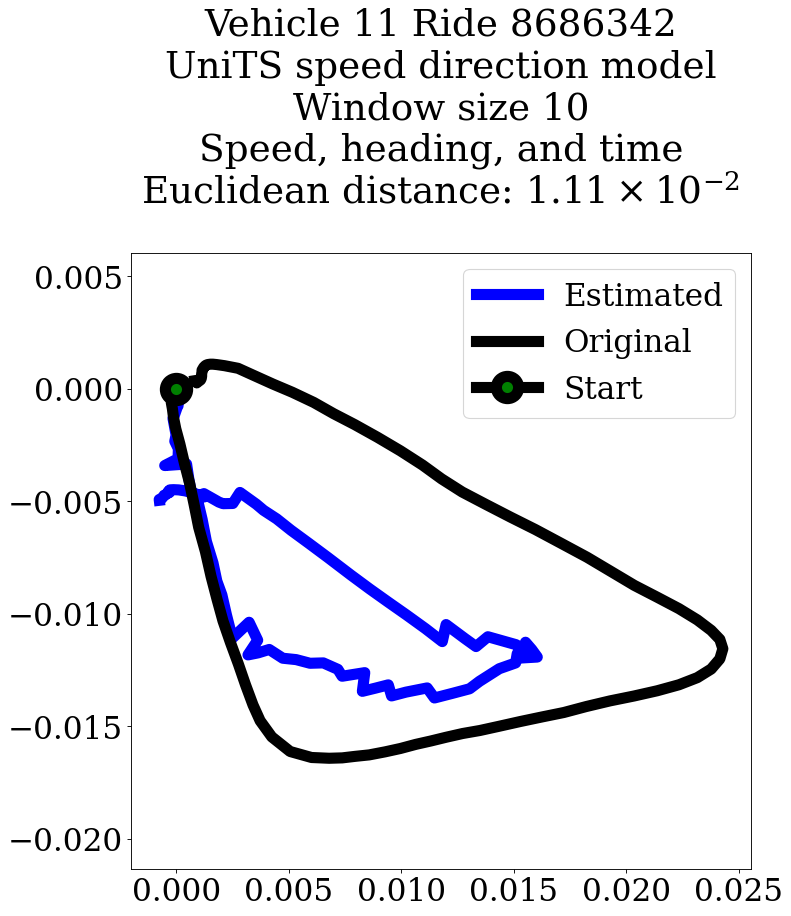 Vehicle 11 Ride 8686342
UniTS speed direction model
Window size 10
Speed, heading, and time
Euclidean distance: 1.11 × 10⁻²
Estimated
Original
Start
0.005
0.000
−0.005
−0.010
−0.015
−0.020
0.000 0.005 0.010 0.015 0.020 0.025